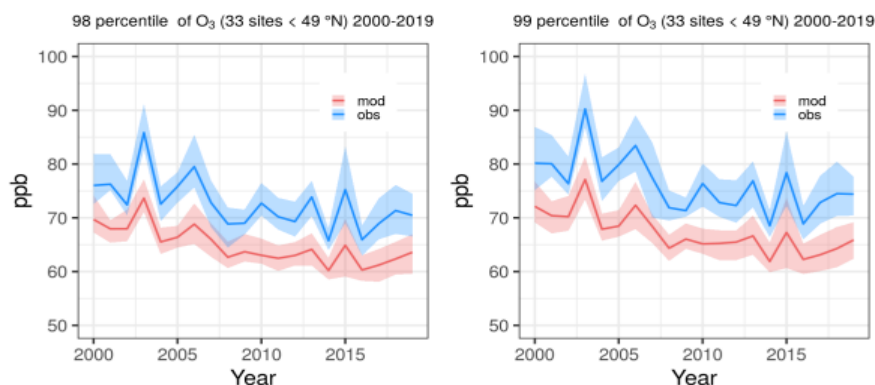 98 percentile of O₃ (33 sites < 49 °N) 2000-2019
100
90
80
70
60
50
ppb
mod
obs
2000
2005
2010
2015
Year
99 percentile of O₃ (33 sites < 49 °N) 2000-2019
100
90
80
70
60
50
ppb
mod
obs
2000
2005
2010
2015
Year